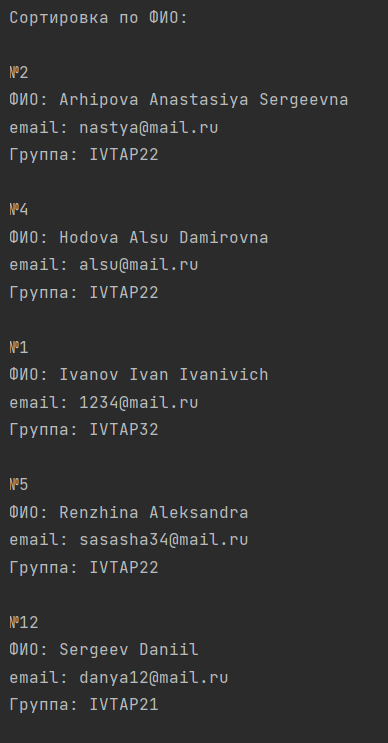 Сортировка по ФИО:
№2
ФИО: Arhipova Anastasiya Sergeevna
email: nastya@mail.ru
Группа: IVTAP22
№4
ФИО: Hodova Alsu Damirovna
email: alsu@mail.ru
Группа: IVTAP22
№1
ФИО: Ivanov Ivan Ivanivich
email: 1234@mail.ru
Группа: IVTAP32
№5
ФИО: Renzhina Aleksandra
email: sasasha34@mail.ru
Группа: IVTAP22
№12
ФИО: Sergeev Daniil
email: danya12@mail.ru
Группа: IVTAP21